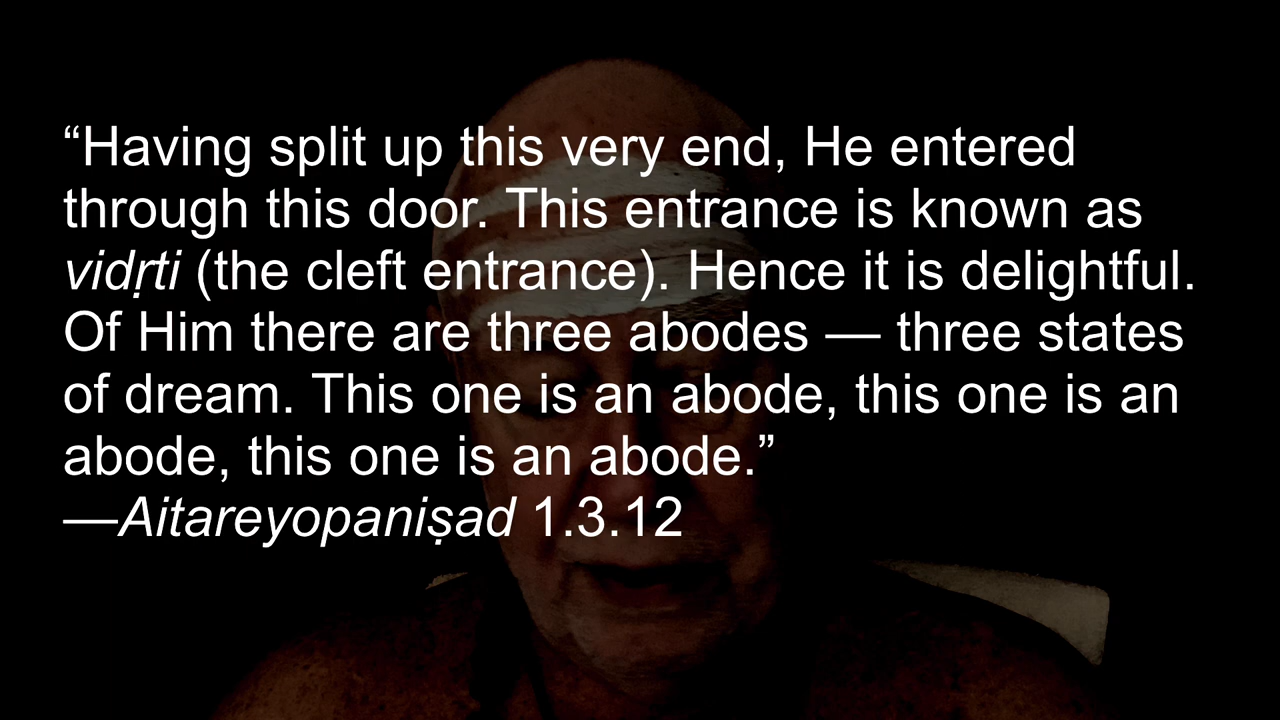 “Having split up this very end, He entered
through this door. This entrance is known as
vidṛti (the cleft entrance). Hence it is delightful.
Of Him there are three abodes — three states
of dream. This one is an abode, this one is an
abode, this one is an abode.”
—Aitareyopaniṣad 1.3.12